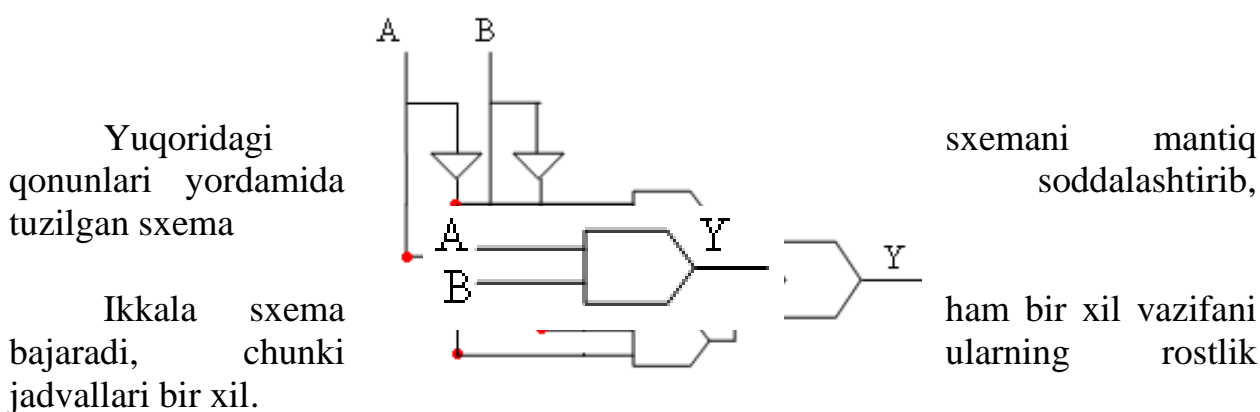 A B
Yuqoridagi sxemani mantiq
qonunlari yordamida soddalashtirib,
tuzilgan sxema
A Y
Y
B
Ikkala sxema ham bir xil vazifani
bajaradi, chunki ularning rostlik
jadvallari bir xil.